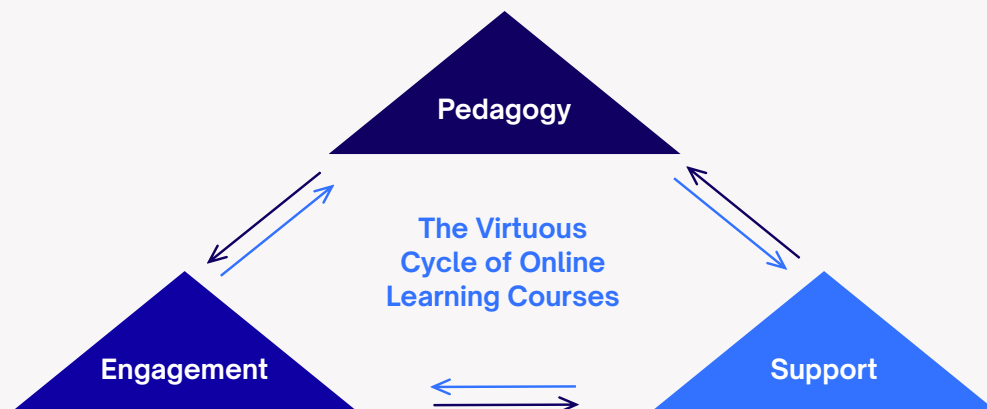 Pedagogy
The Virtuous
Cycle of Online
Learning Courses
Engagement
Support